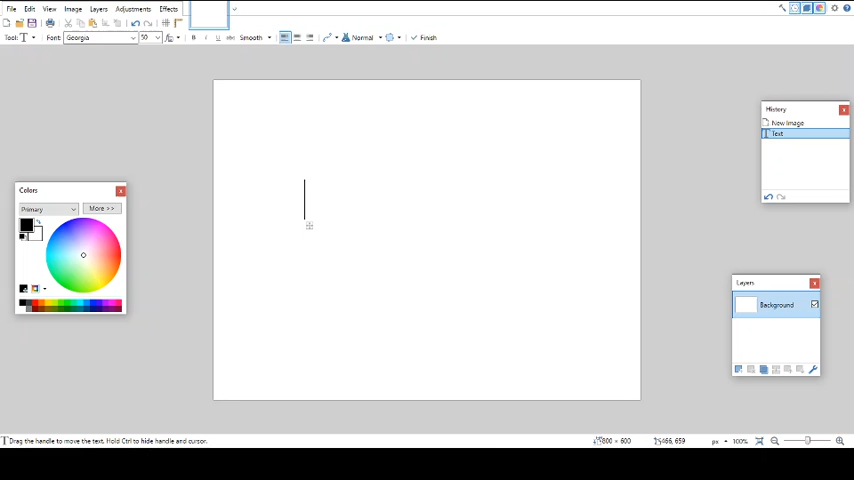 File Edit View Image Layers Adjustments Effects
Tool: T Font: Georgia 50 B I U Smooth Normal Finish
History
New Image
Text
Colors
Primary More >>
Layers
Background
Drag the handle to move the text. Hold Ctrl to hide handle and cursor. 800 × 600 466, 659 px 100%